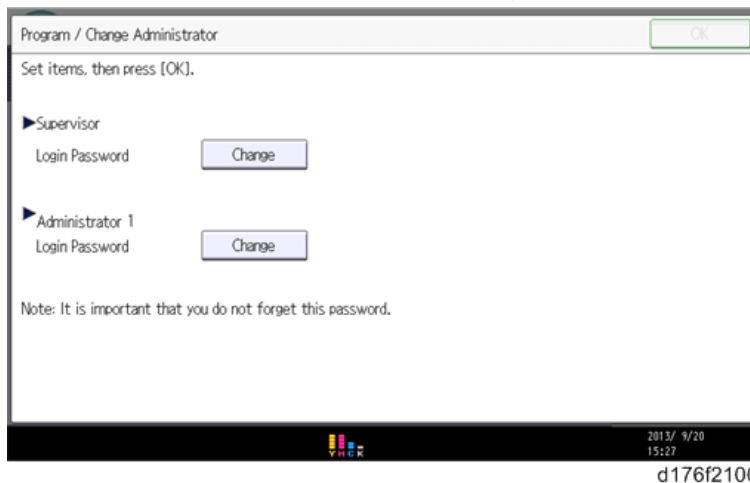 Program / Change Administrator
OK
Set items, then press [OK].
▶Supervisor
Login Password Change
▶Administrator 1
Login Password Change
Note: It is important that you do not forget this password.
Y M C K
2013/ 9/20
15:27
d176f2100